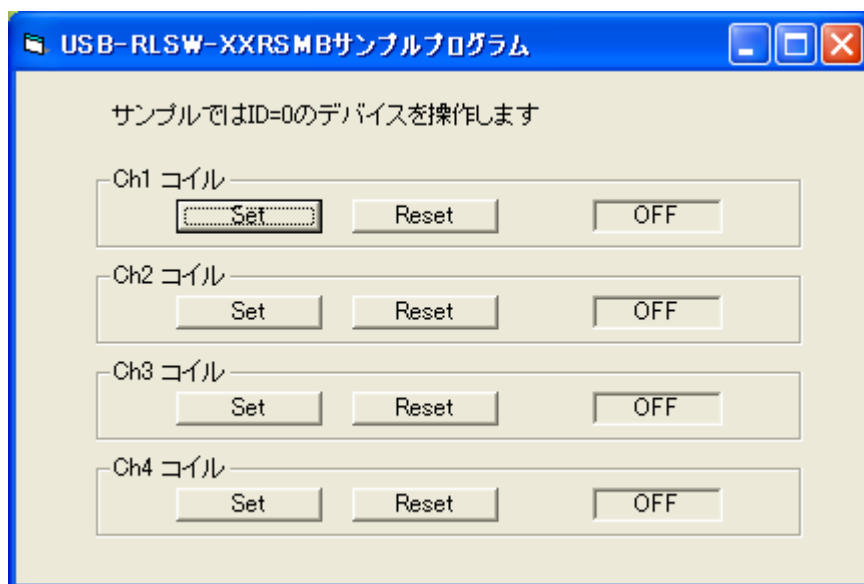 USB-RLSW-XXRSMBサンプルプログラム
サンプルではID=0のデバイスを操作します
Ch1 コイル
Set Reset OFF
Ch2 コイル
Set Reset OFF
Ch3 コイル
Set Reset OFF
Ch4 コイル
Set Reset OFF